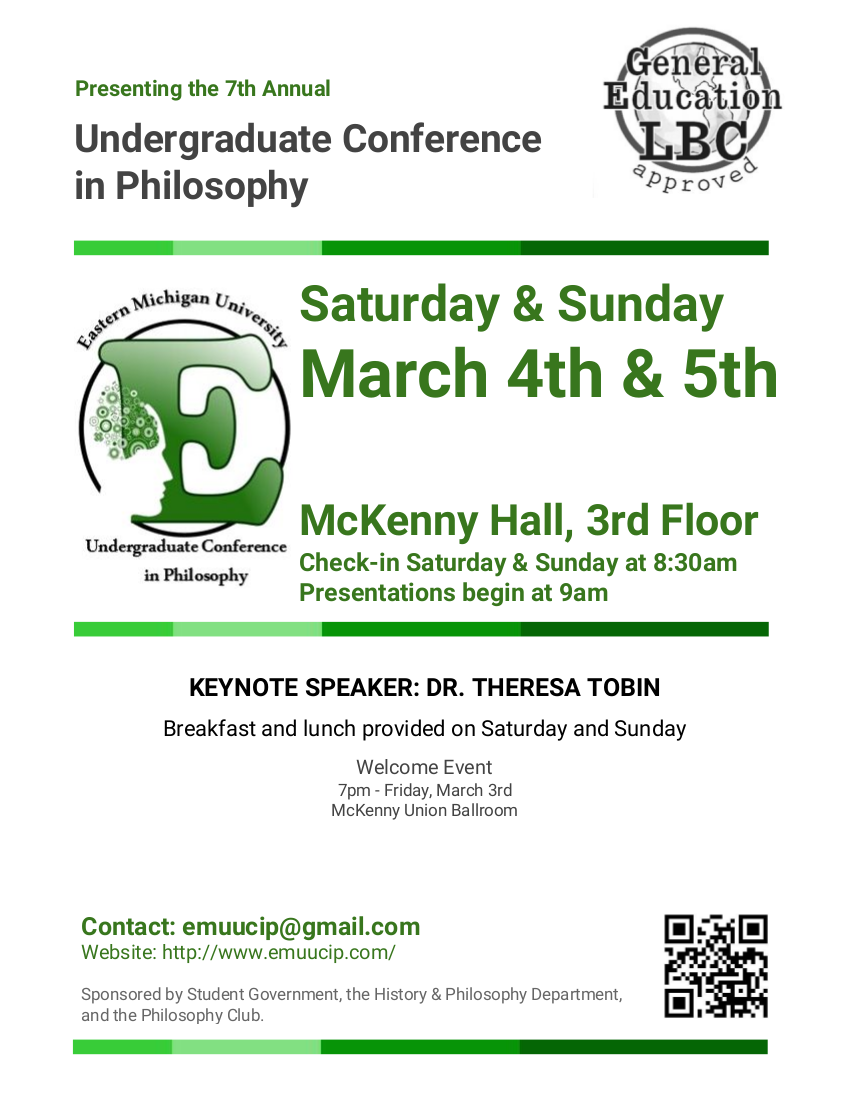 Presenting the 7th Annual
Undergraduate Conference
in Philosophy
General
Education
LBC
approved
Eastern Michigan University
E
Undergraduate Conference
in Philosophy
Saturday & Sunday
March 4th & 5th
McKenny Hall, 3rd Floor
Check-in Saturday & Sunday at 8:30am
Presentations begin at 9am
KEYNOTE SPEAKER: DR. THERESA TOBIN
Breakfast and lunch provided on Saturday and Sunday
Welcome Event
7pm - Friday, March 3rd
McKenny Union Ballroom
Contact: emuucip@gmail.com
Website: http://www.emuucip.com/
Sponsored by Student Government, the History & Philosophy Department,
and the Philosophy Club.